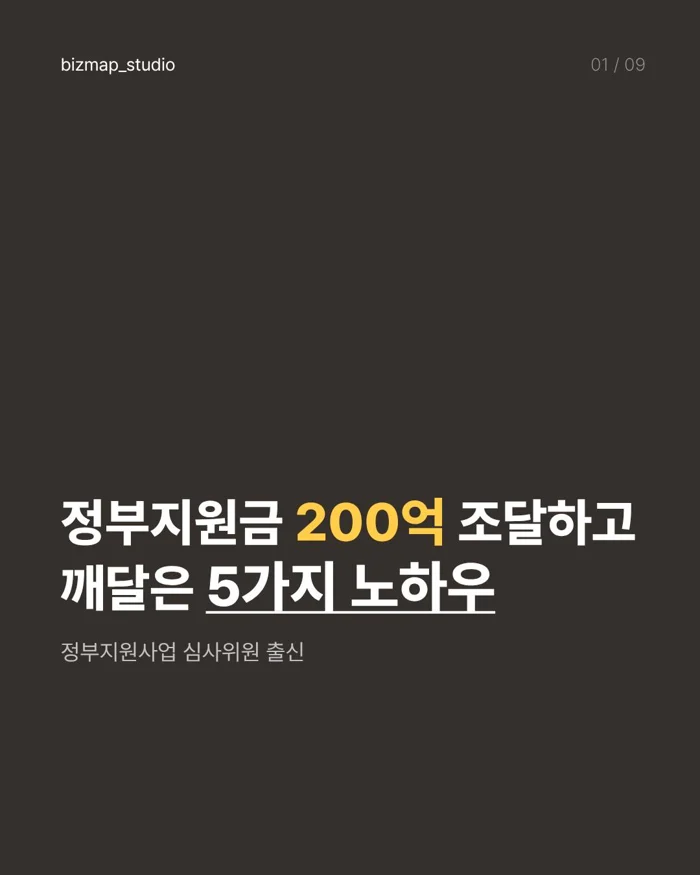 bizmap_studio
01 / 09
정부지원금 200억 조달하고
깨달은 5가지 노하우
정부지원사업 심사위원 출신